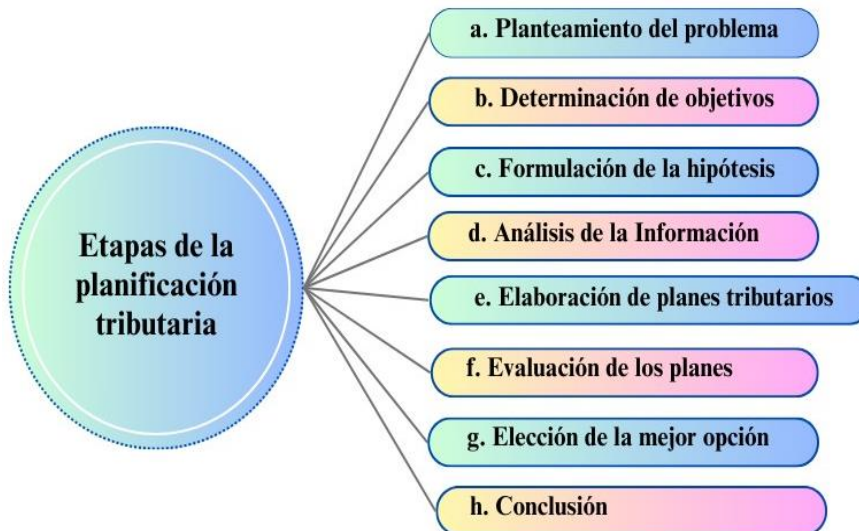 Etapas de la
planificación
tributaria
a. Planteamiento del problema
b. Determinación de objetivos
c. Formulación de la hipótesis
d. Análisis de la Información
e. Elaboración de planes tributarios
f. Evaluación de los planes
g. Elección de la mejor opción
h. Conclusión